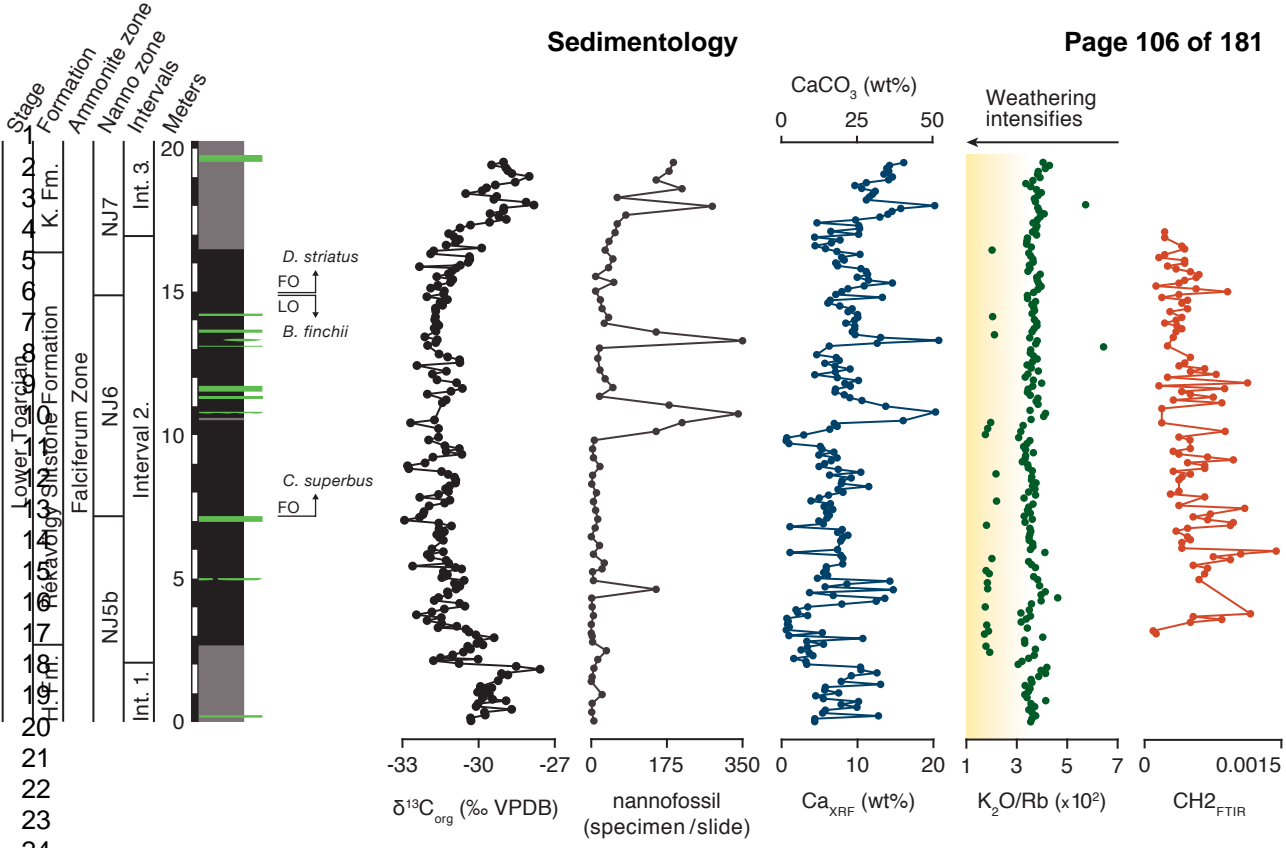 Sedimentology
Page 106 of 181
Stage
Formation
Ammonite zone
Nanno zone
Intervals
Meters
CaCO3 (wt%)
0 25 50
Weathering
intensifies
1
2
3
4
5
6
7
8
9
10
11
12
13
14
15
16
17
18
19
20
21
22
23
24
Lower Toarcian
K. Fm.
Rékavölgy Siltstone Formation
H. Fm.
Falciferum Zone
NJ7
NJ6
NJ5b
Int. 3.
Interval 2.
Int 1.
20
15
10
5
0
D. striatus
FO
LO
B. finchii
C. superbus
FO
-33 -30 -27
δ¹³Corg (‰ VPDB)
0 175 350
nannofossil
(specimen/slide)
0 10 20
CaXRF (wt%)
1 3 5 7
K2O/Rb (x10²)
0 0.0015
CH2FTIR